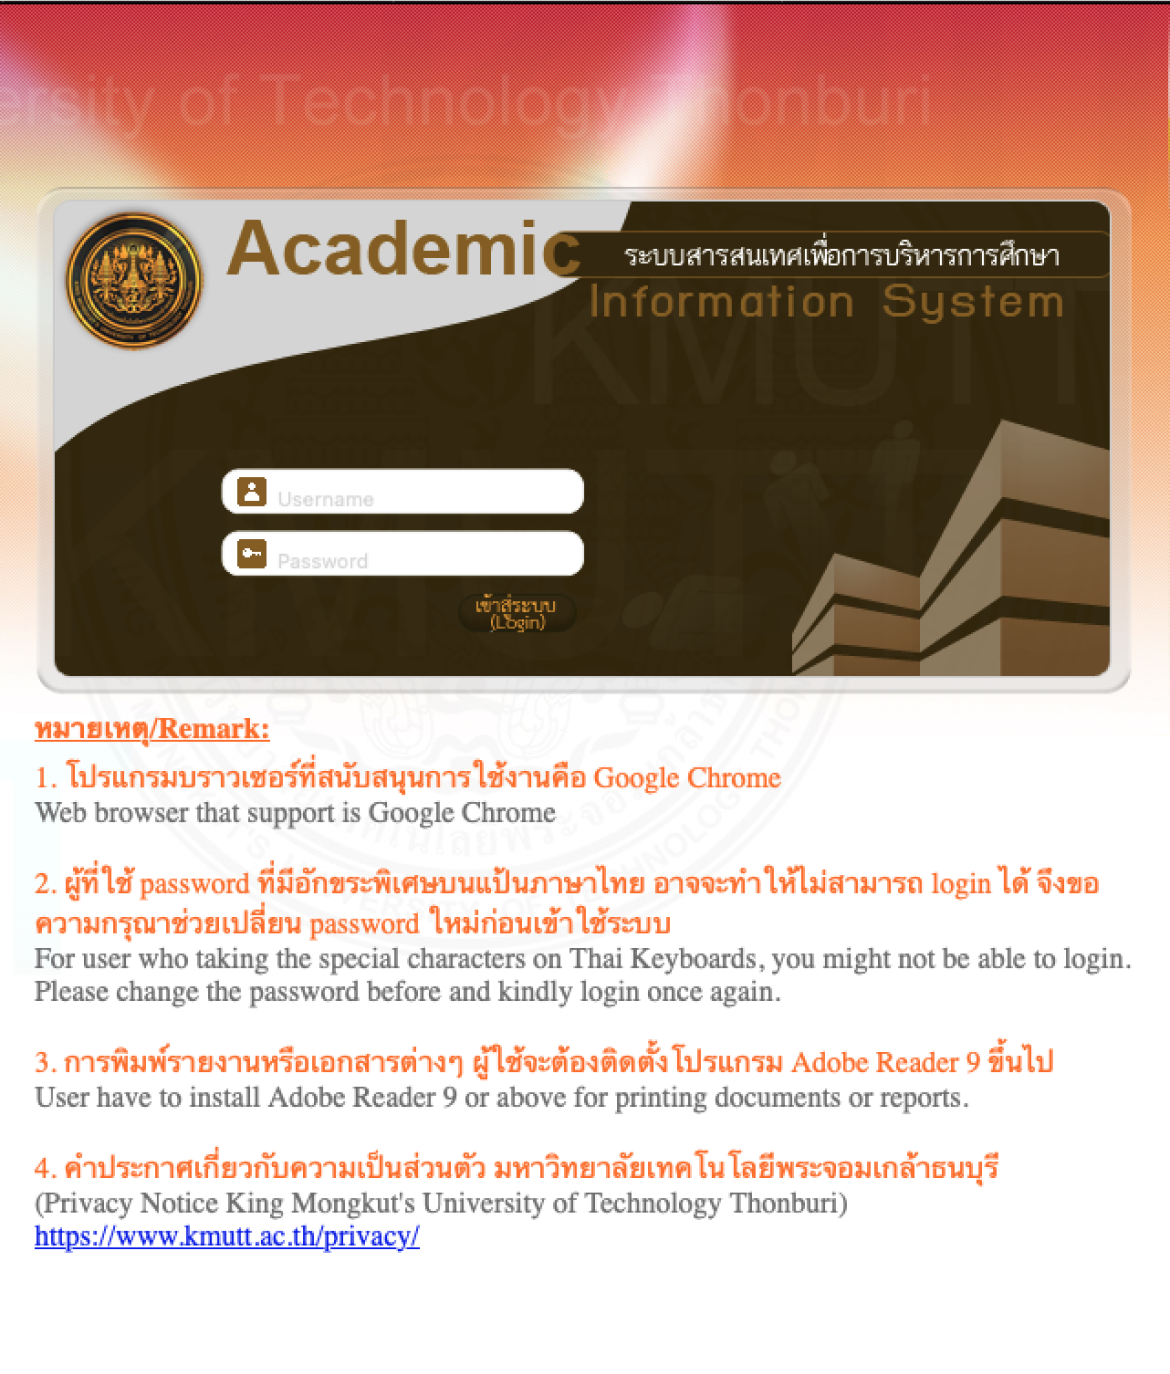 ersity of Technology Thonburi
Academic
ระบบสารสนเทศเพื่อการบริหารการศึกษา
Information System
KMUTT
Username
Password
เข้าสู่ระบบ
(Login)
หมายเหตุ/Remark:
1. โปรแกรมบราวเซอร์ที่สนับสนุนการใช้งานคือ Google Chrome
Web browser that support is Google Chrome
2. ผู้ที่ใช้ password ที่มีอักขระพิเศษบนแป้นภาษาไทย อาจจะทำให้ไม่สามารถ login ได้ จึงขอ
ความกรุณาช่วยเปลี่ยน password ใหม่ก่อนเข้าใช้ระบบ
For user who taking the special characters on Thai Keyboards, you might not be able to login.
Please change the password before and kindly login once again.
3. การพิมพ์รายงานหรือเอกสารต่างๆ ผู้ใช้จะต้องติดตั้งโปรแกรม Adobe Reader 9 ขึ้นไป
User have to install Adobe Reader 9 or above for printing documents or reports.
4. คำประกาศเกี่ยวกับความเป็นส่วนตัว มหาวิทยาลัยเทคโนโลยีพระจอมเกล้าธนบุรี
(Privacy Notice King Mongkut's University of Technology Thonburi)
https://www.kmutt.ac.th/privacy/